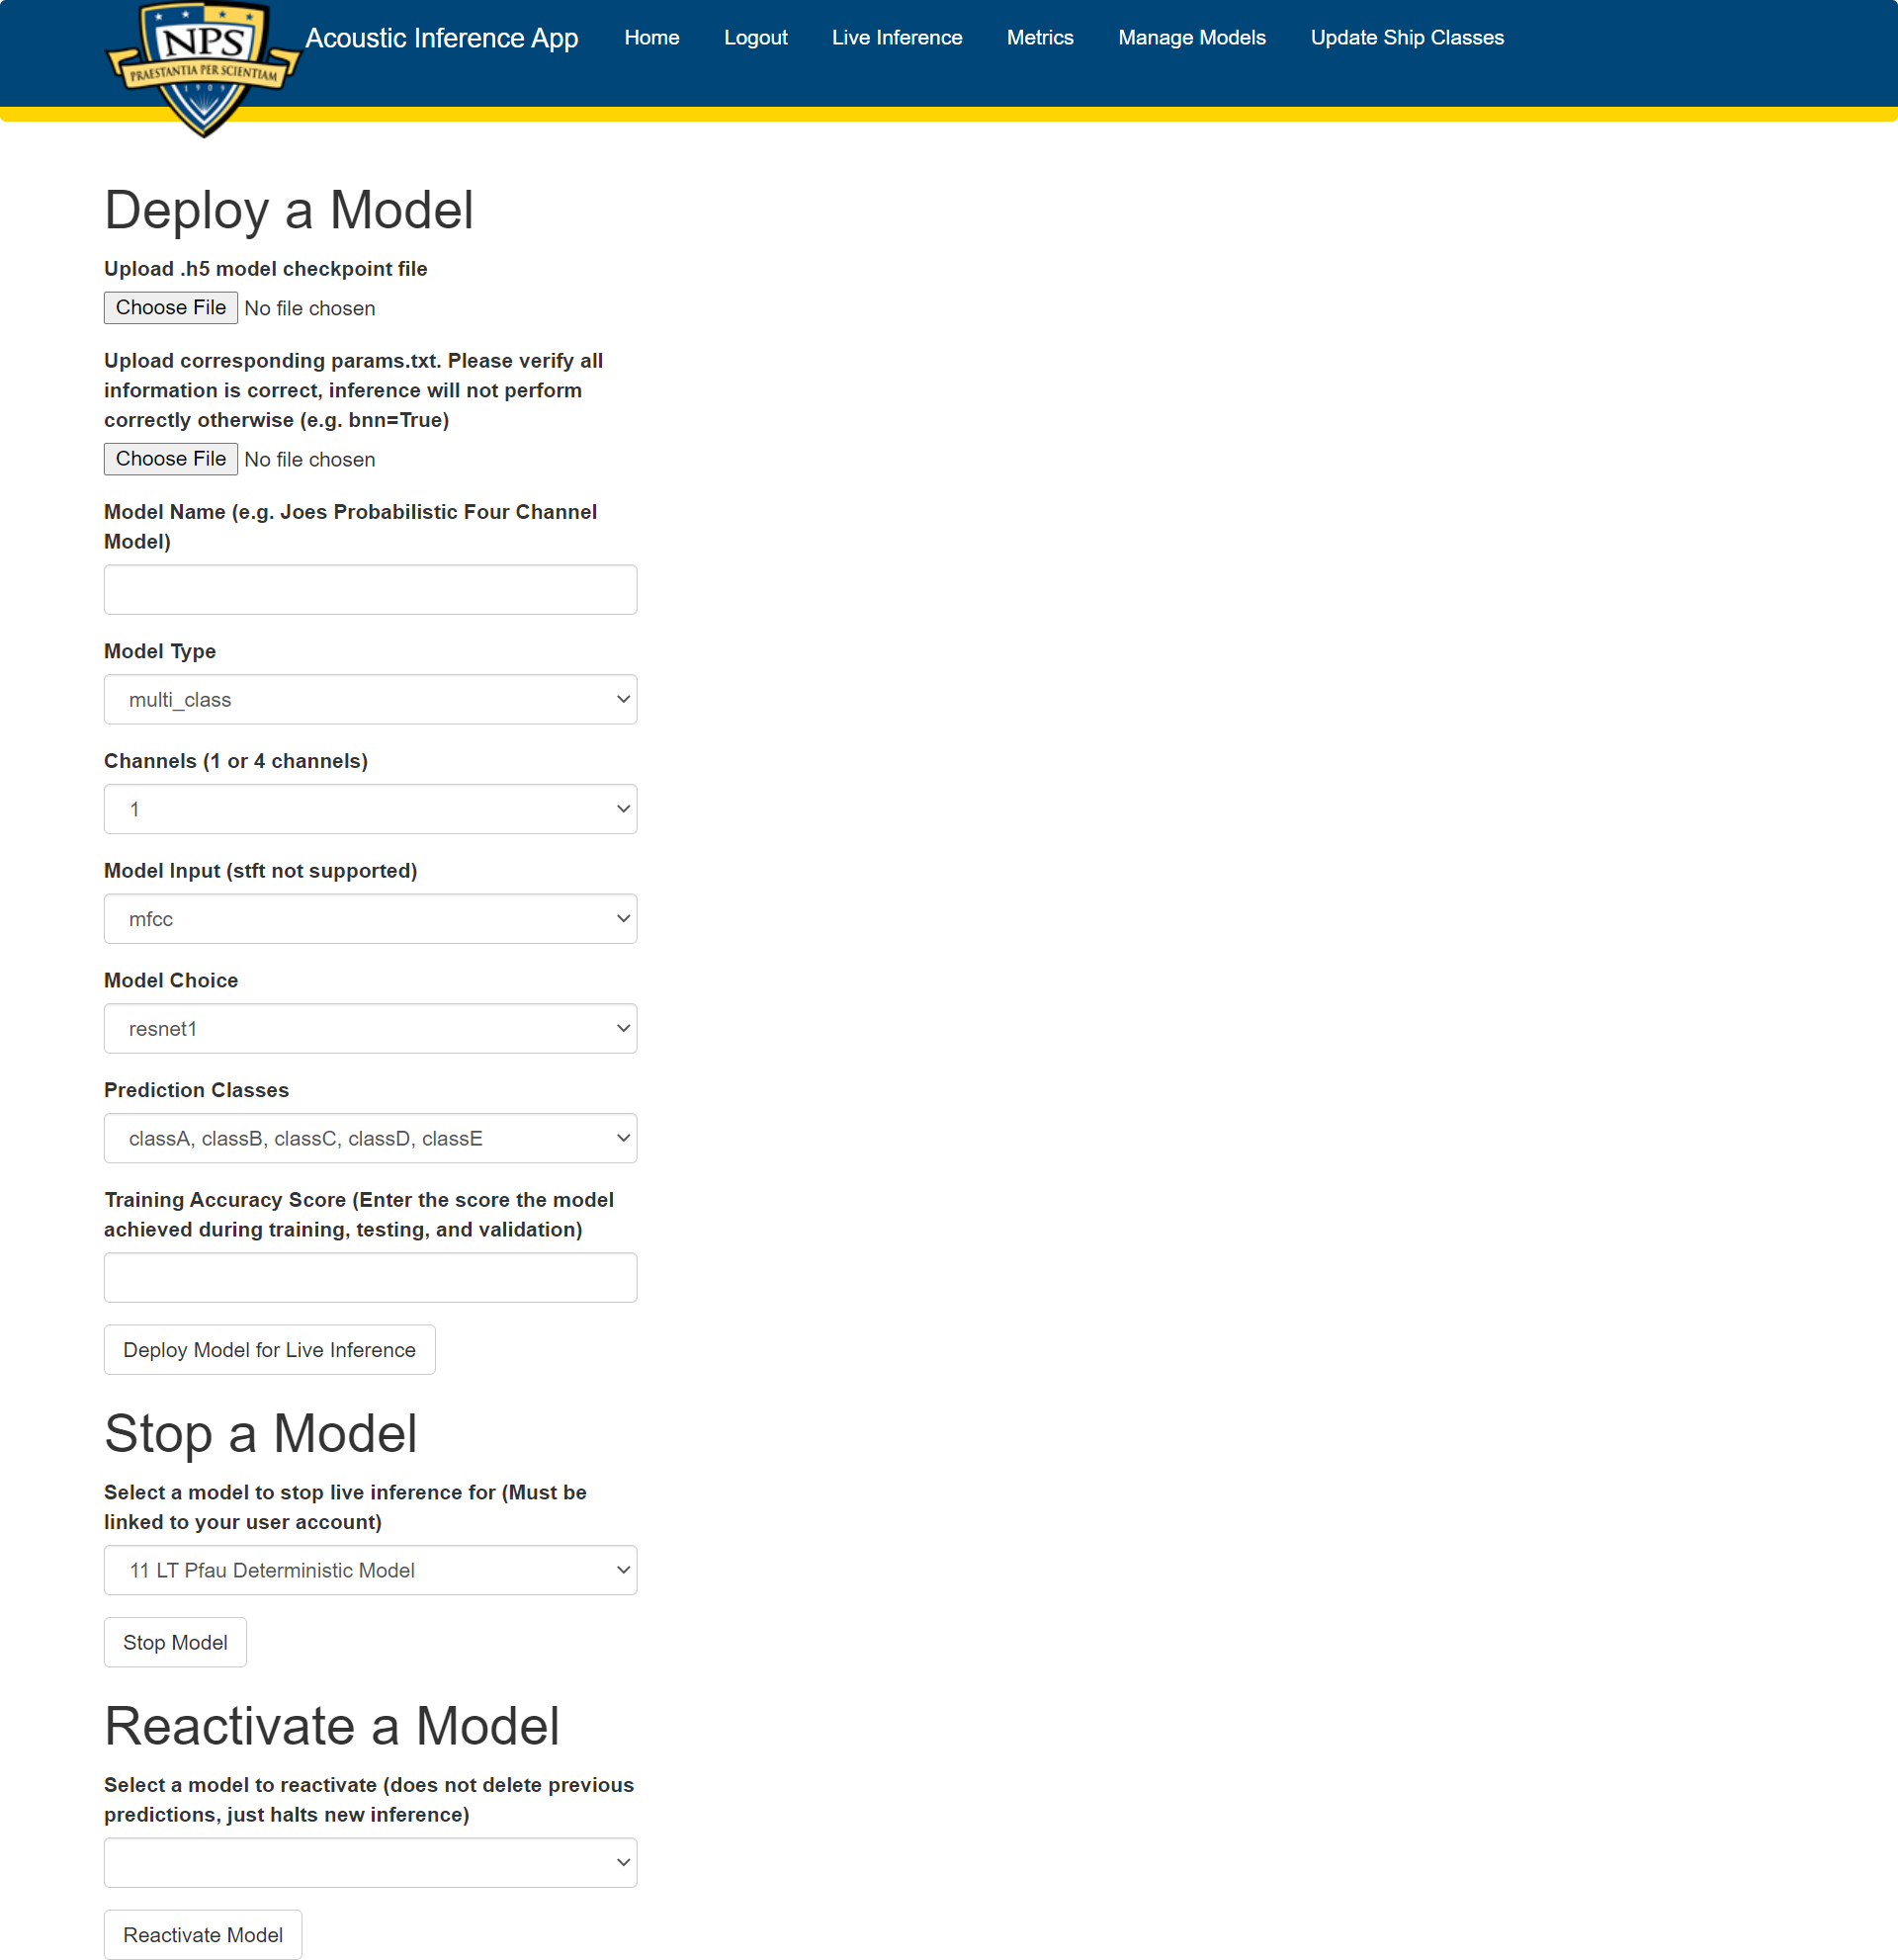 NPS
PRAESTANTIA PER SCIENTIAM
1909
Acoustic Inference App Home Logout Live Inference Metrics Manage Models Update Ship Classes
Deploy a Model
Upload .h5 model checkpoint file
Choose File No file chosen
Upload corresponding params.txt. Please verify all
information is correct, inference will not perform
correctly otherwise (e.g. bnn=True)
Choose File No file chosen
Model Name (e.g. Joes Probabilistic Four Channel
Model)
Model Type
multi_class
Channels (1 or 4 channels)
1
Model Input (stft not supported)
mfcc
Model Choice
resnet1
Prediction Classes
classA, classB, classC, classD, classE
Training Accuracy Score (Enter the score the model
achieved during training, testing, and validation)
Deploy Model for Live Inference
Stop a Model
Select a model to stop live inference for (Must be
linked to your user account)
11 LT Pfau Deterministic Model
Stop Model
Reactivate a Model
Select a model to reactivate (does not delete previous
predictions, just halts new inference)
Reactivate Model